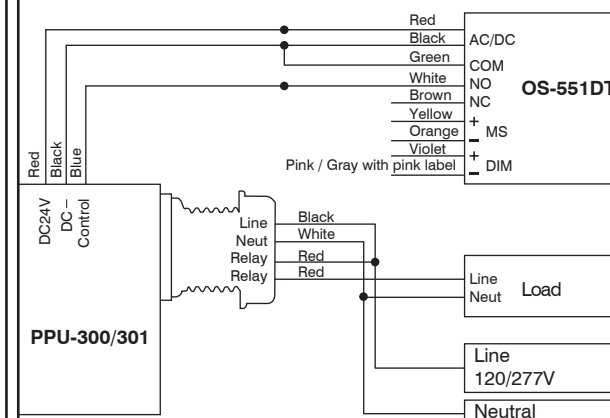 Red
Black
Green
White
Brown
Yellow
Orange
Violet
Pink / Gray with pink label
AC/DC
COM
NO
NC
+
MS
−
+
DIM
−
OS-551DT
Red
Black
Blue
DC24V
DC −
Control
PPU-300/301
Line
Neut
Relay
Relay
Black
White
Red
Red
Line
Neut
Load
Line
120/277V
Neutral